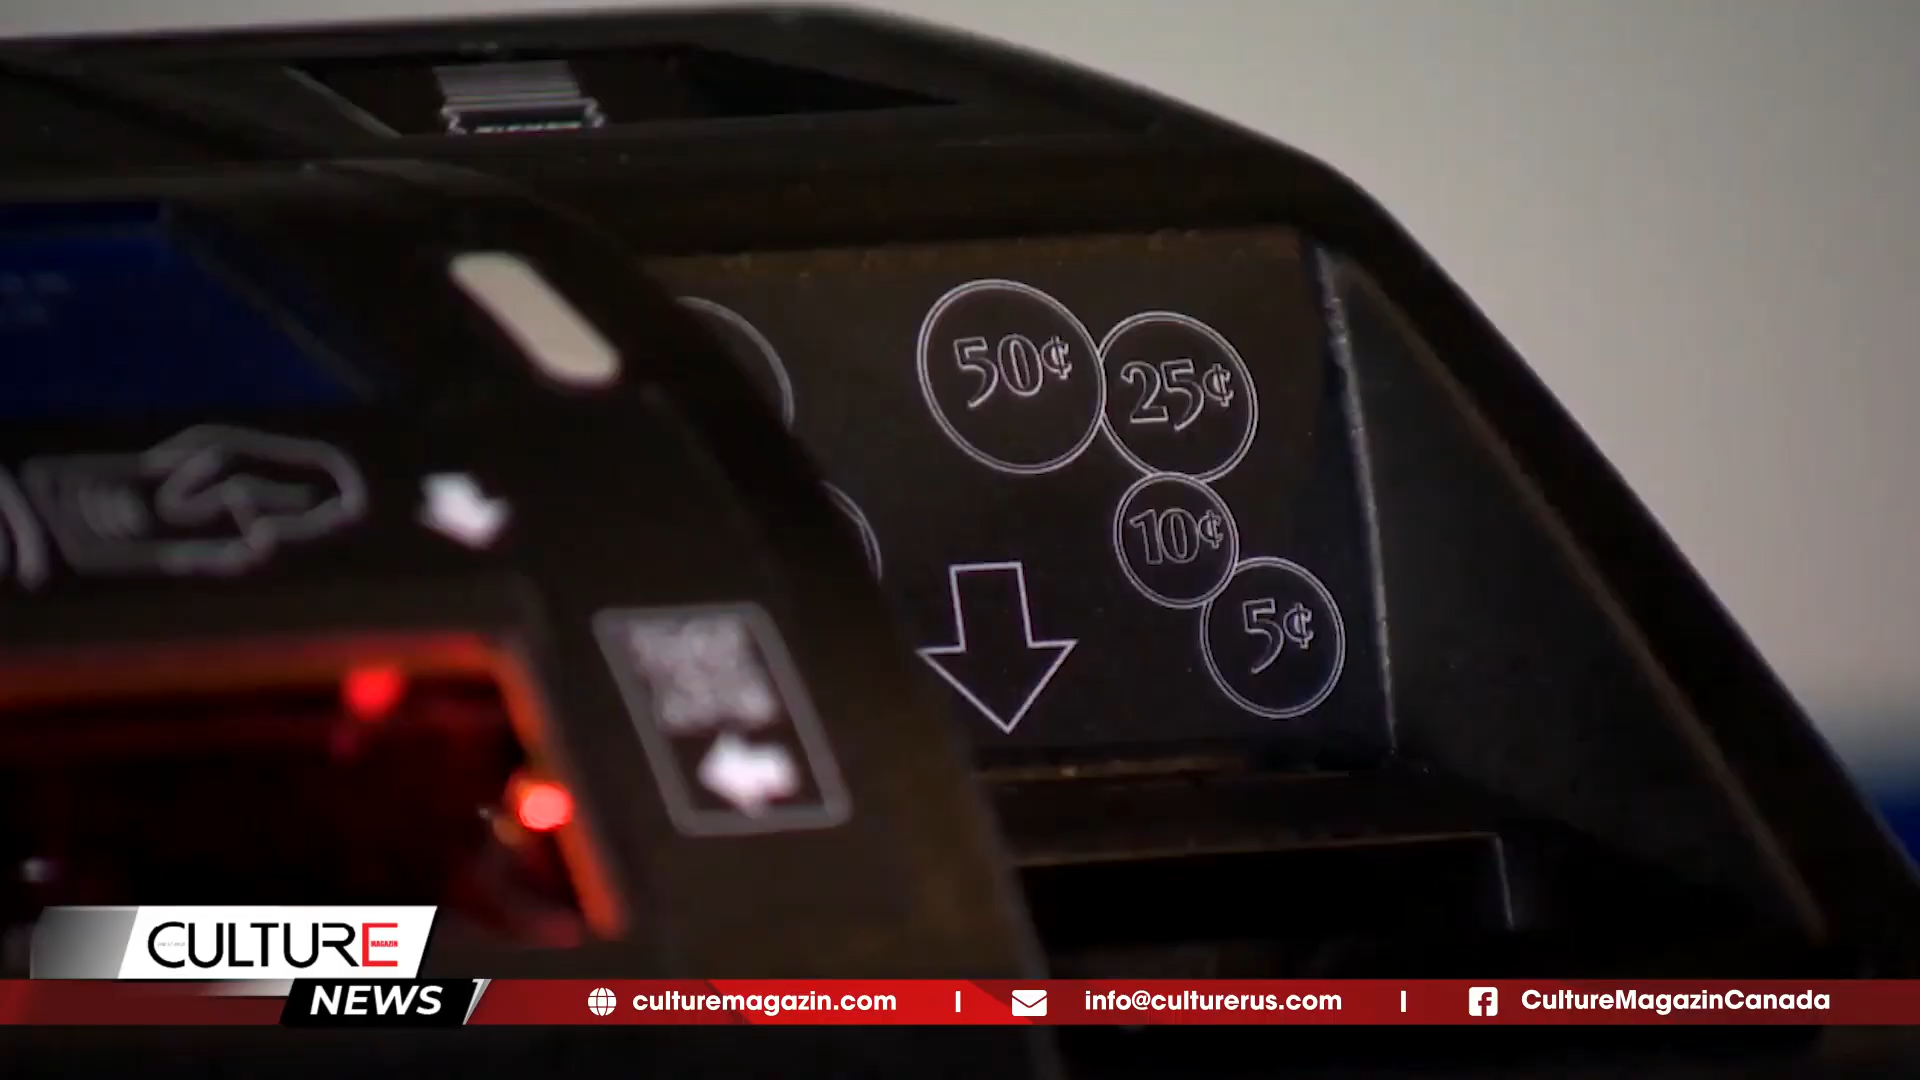 50¢
25¢
10¢
5¢
CULTURE
MAGAZIN
NEWS
culturemagazin.com | info@culturerus.com | CultureMagazinCanada